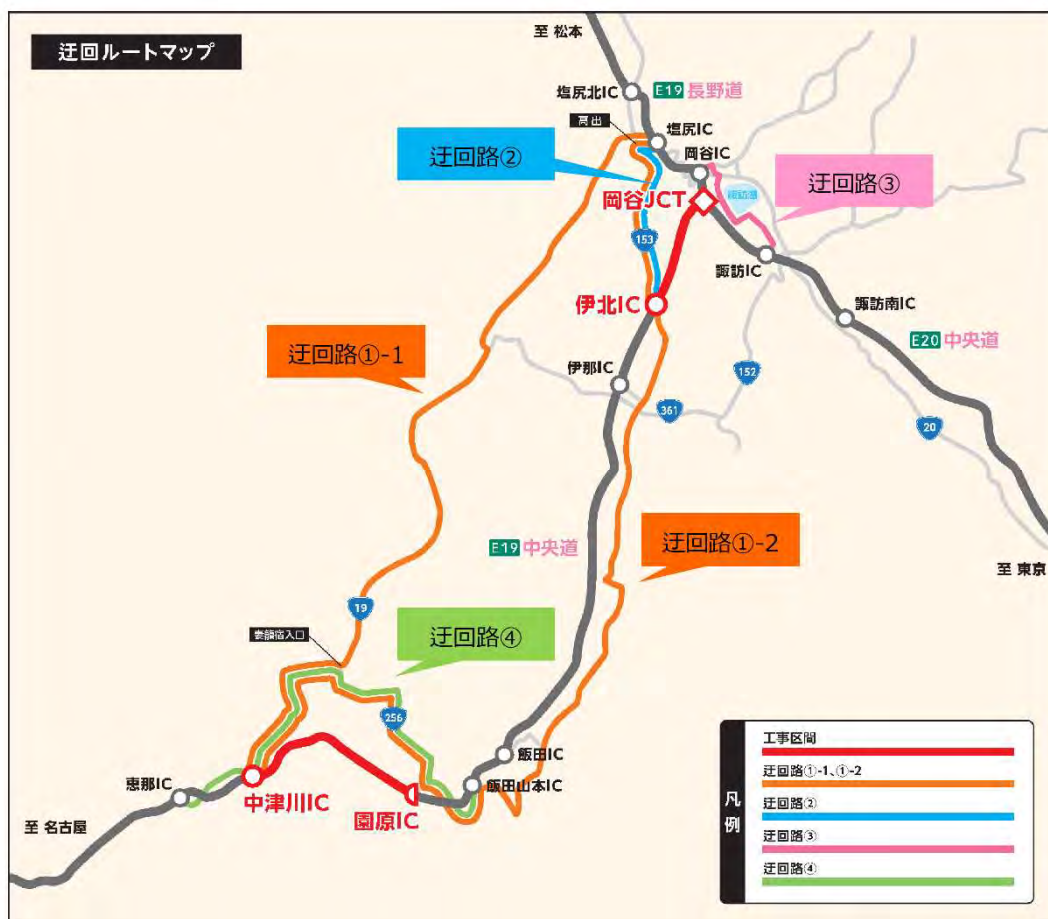 迂回ルートマップ
至 松本
塩尻北IC
E19 長野道
高出
塩尻IC
岡谷IC
迂回路②
迂回路③
岡谷JCT
諏訪湖
153
諏訪IC
伊北IC
諏訪南IC
迂回路①-1
E20 中央道
伊那IC
152
361
20
迂回路①-2
E19 中央道
至 東京
19
妻籠宿入口
迂回路④
256
飯田IC
飯田山本IC
恵那IC
中津川IC
園原IC
至 名古屋
凡例
工事区間
迂回路①-1、①-2
迂回路②
迂回路③
迂回路④